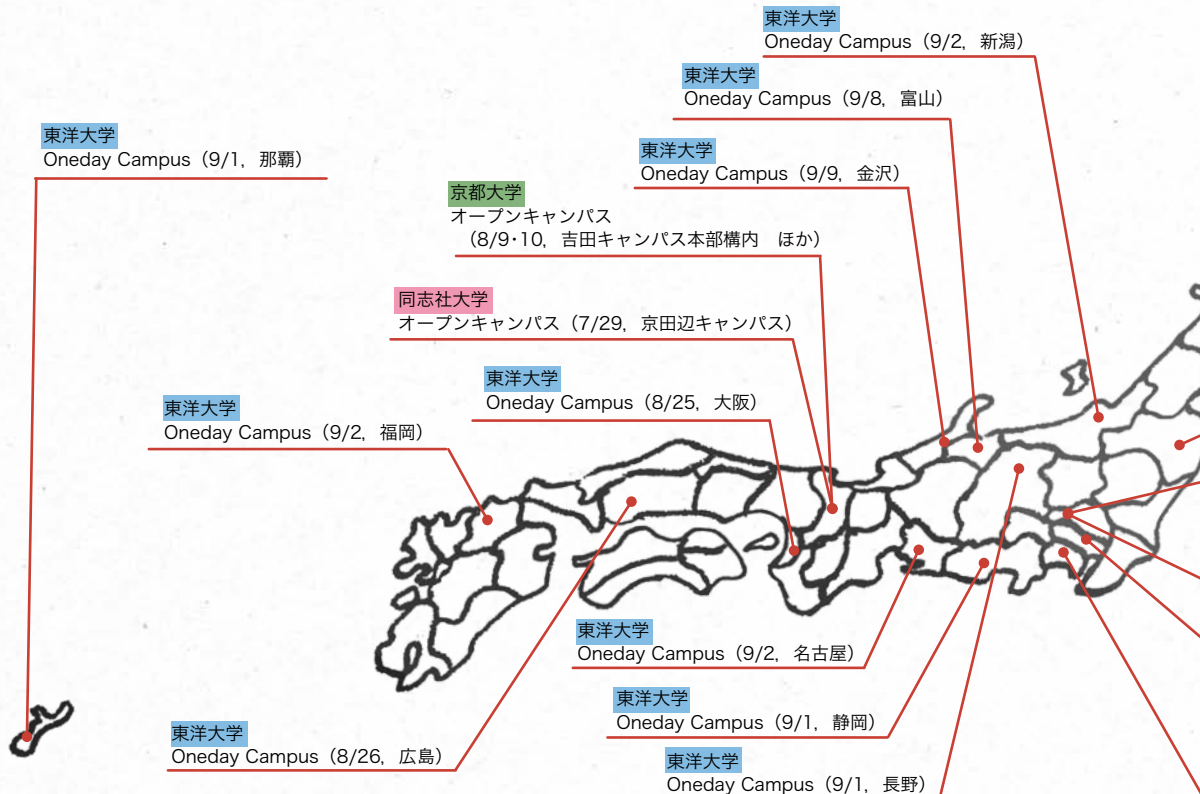 東洋大学
Oneday Campus（9/2, 新潟）
東洋大学
Oneday Campus（9/8, 富山）
東洋大学
Oneday Campus（9/1, 那覇）
東洋大学
Oneday Campus（9/9, 金沢）
京都大学
オープンキャンパス
（8/9･10, 吉田キャンパス本部構内　ほか）
同志社大学
オープンキャンパス（7/29, 京田辺キャンパス）
東洋大学
Oneday Campus（8/25, 大阪）
東洋大学
Oneday Campus（9/2, 福岡）
東洋大学
Oneday Campus（9/2, 名古屋）
東洋大学
Oneday Campus（9/1, 静岡）
東洋大学
Oneday Campus（8/26, 広島）
東洋大学
Oneday Campus（9/1, 長野）